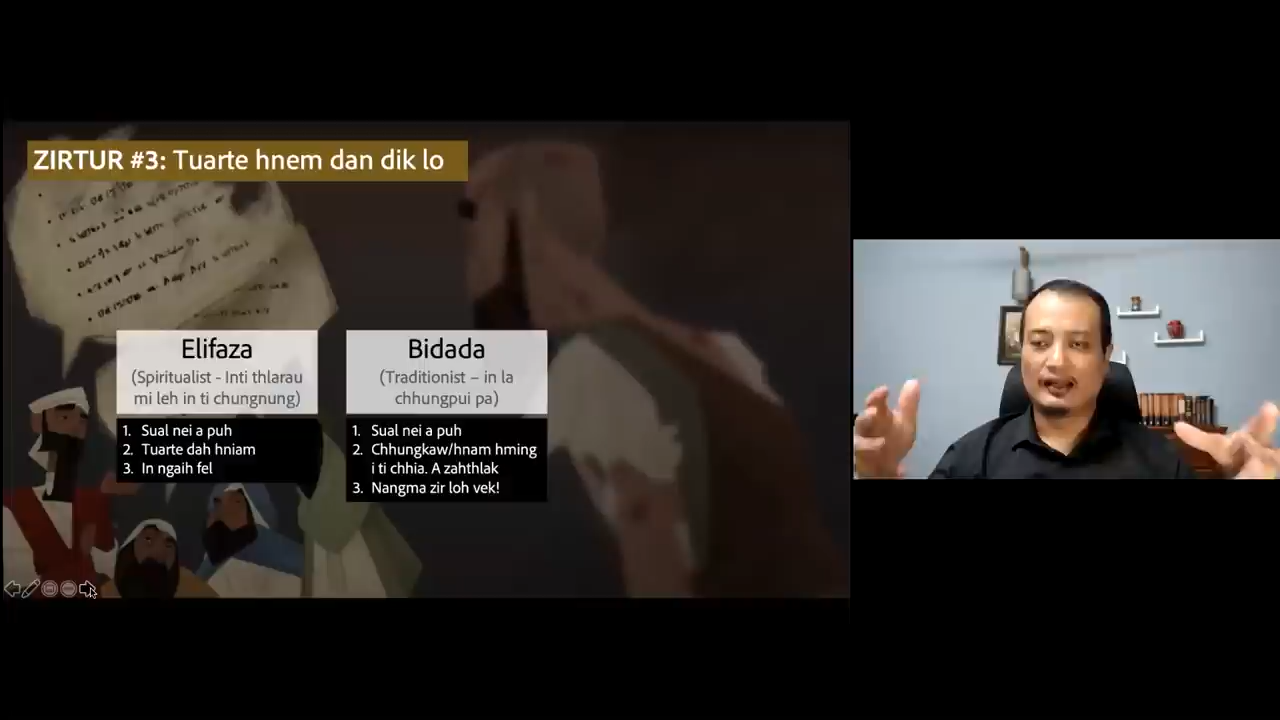 ZIRTUR #3: Tuarte hnem dan dik lo
Elifaza
(Spiritualist - Inti thlarau
mi leh in ti chungnung)
1. Sual nei a puh
2. Tuarte dah hniam
3. In ngaih fel
Bidada
(Traditionist – in la
chhungpui pa)
1. Sual nei a puh
2. Chhungkaw/hnam hming
i ti chhia. A zahthlak
3. Nangma zir loh vek!